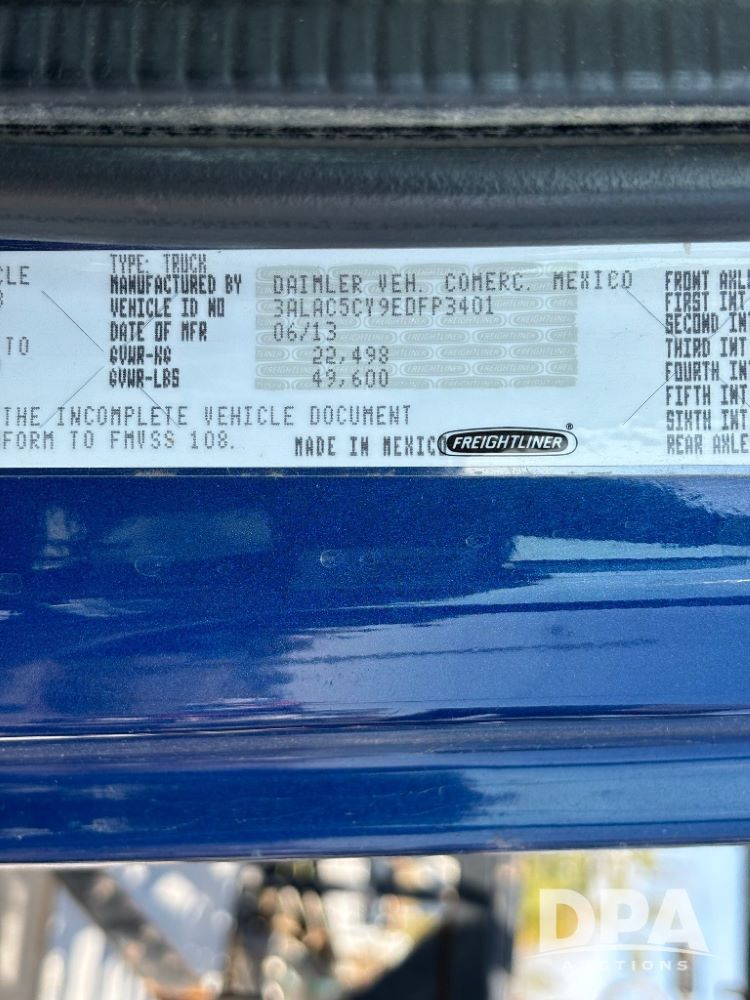 CLE
TO
THE INCOMPLETE VEHICLE DOCUMENT
FORM TO FMVSS 108.
TYPE: TRUCK
MANUFACTURED BY DAIMLER VEH. COMERC. MEXICO
VEHICLE ID NO 3ALAC5CY9EDFP3401
DATE OF MFR 06/13
GVWR-KG 22,498
GVWR-LBS 49,600
MADE IN MEXICO
FREIGHTLINER®
FRONT AXLE
FIRST INT
SECOND INT
THIRD INT
FOURTH INT
FIFTH INT
SIXTH INT
REAR AXLE
DPA
AUCTIONS